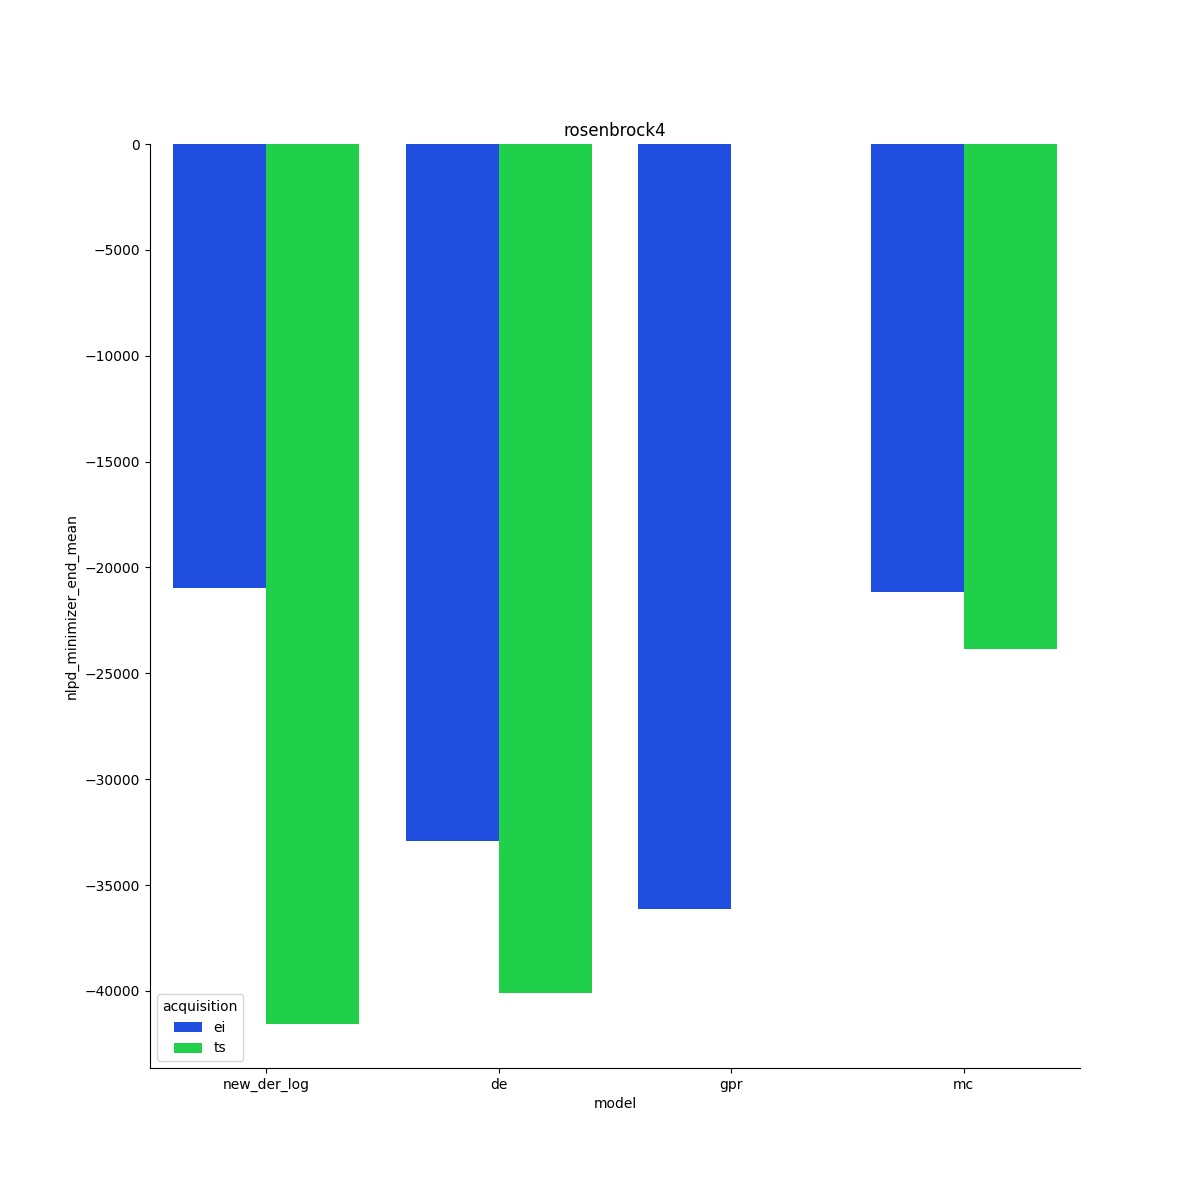 rosenbrock4
0
−5000
−10000
−15000
−20000
−25000
−30000
−35000
−40000
nlpd_minimizer_end_mean
acquisition
ei
ts
new_der_log de gpr mc
model